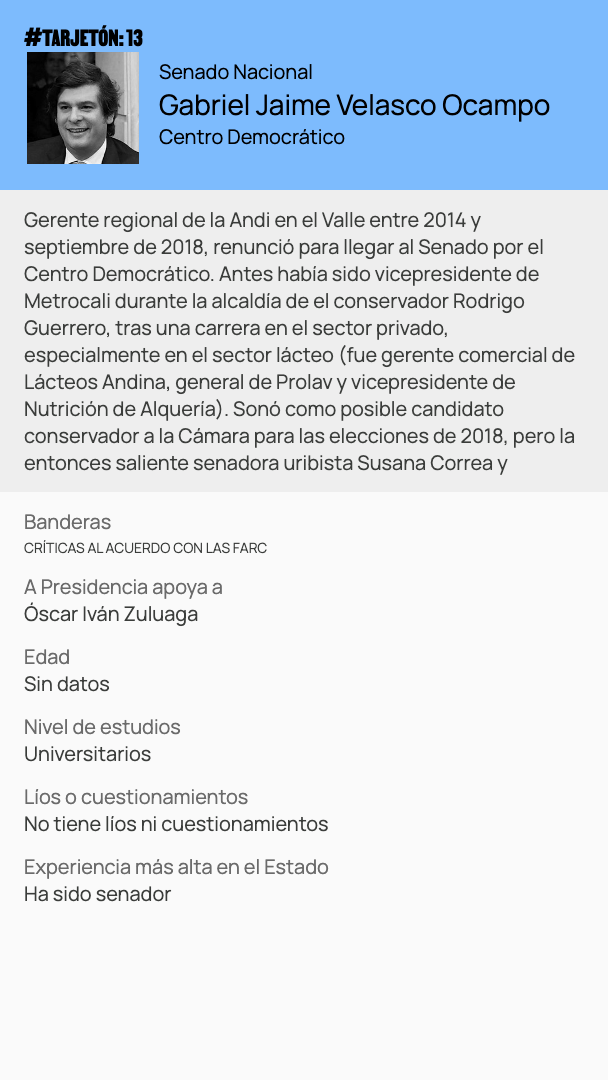 #TARJETÓN: 13
Senado Nacional
Gabriel Jaime Velasco Ocampo
Centro Democrático
Gerente regional de la Andi en el Valle entre 2014 y
septiembre de 2018, renunció para llegar al Senado por el
Centro Democrático. Antes había sido vicepresidente de
Metrocali durante la alcaldía de el conservador Rodrigo
Guerrero, tras una carrera en el sector privado,
especialmente en el sector lácteo (fue gerente comercial de
Lácteos Andina, general de Prolav y vicepresidente de
Nutrición de Alquería). Sonó como posible candidato
conservador a la Cámara para las elecciones de 2018, pero la
entonces saliente senadora uribista Susana Correa y
Banderas
CRÍTICAS AL ACUERDO CON LAS FARC
A Presidencia apoya a
Óscar Iván Zuluaga
Edad
Sin datos
Nivel de estudios
Universitarios
Líos o cuestionamientos
No tiene líos ni cuestionamientos
Experiencia más alta en el Estado
Ha sido senador